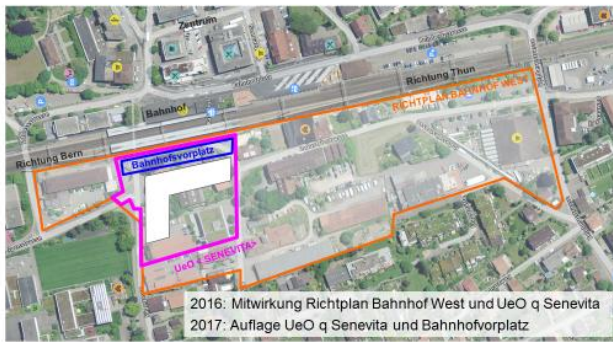 Zentrum
Richtung Thun
Bahnhof
RICHTPLAN BAHNHOF WEST
Richtung Bern
Bahnhofsvorplatz
UeO < SENEVITA>
2016: Mitwirkung Richtplan Bahnhof West und UeO q Senevita
2017: Auflage UeO q Senevita und Bahnhofvorplatz